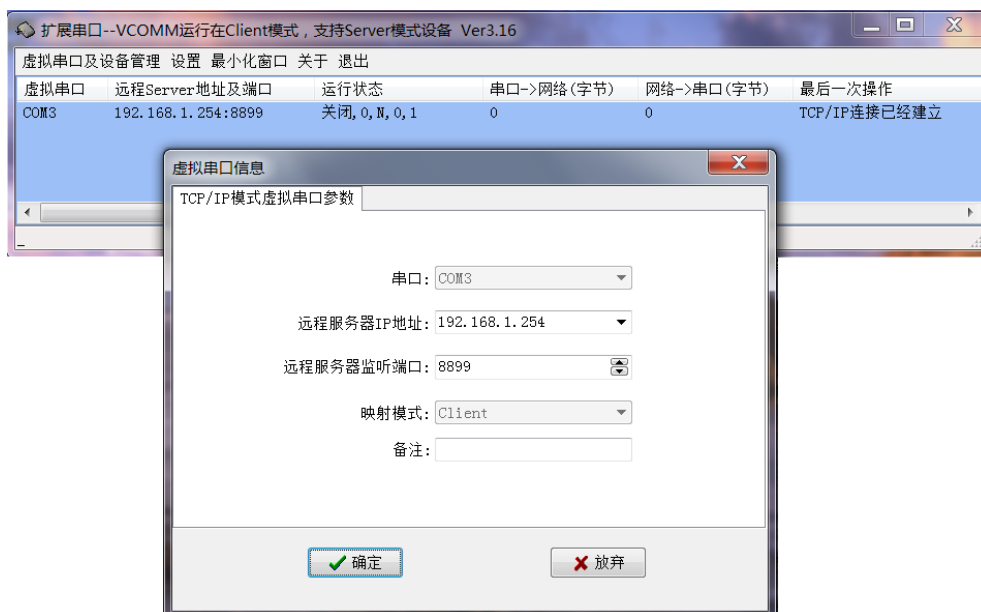 扩展串口--VCOMM运行在Client模式，支持Server模式设备 Ver3.16
虚拟串口及设备管理 设置 最小化窗口 关于 退出
虚拟串口 远程Server地址及端口 运行状态 串口->网络(字节) 网络->串口(字节) 最后一次操作
COM3 192.168.1.254:8899 关闭,0,N,0,1 0 0 TCP/IP连接已经建立
虚拟串口信息
TCP/IP模式虚拟串口参数
串口: COM3
远程服务器IP地址: 192.168.1.254
远程服务器监听端口: 8899
映射模式: Client
备注:
确定 放弃